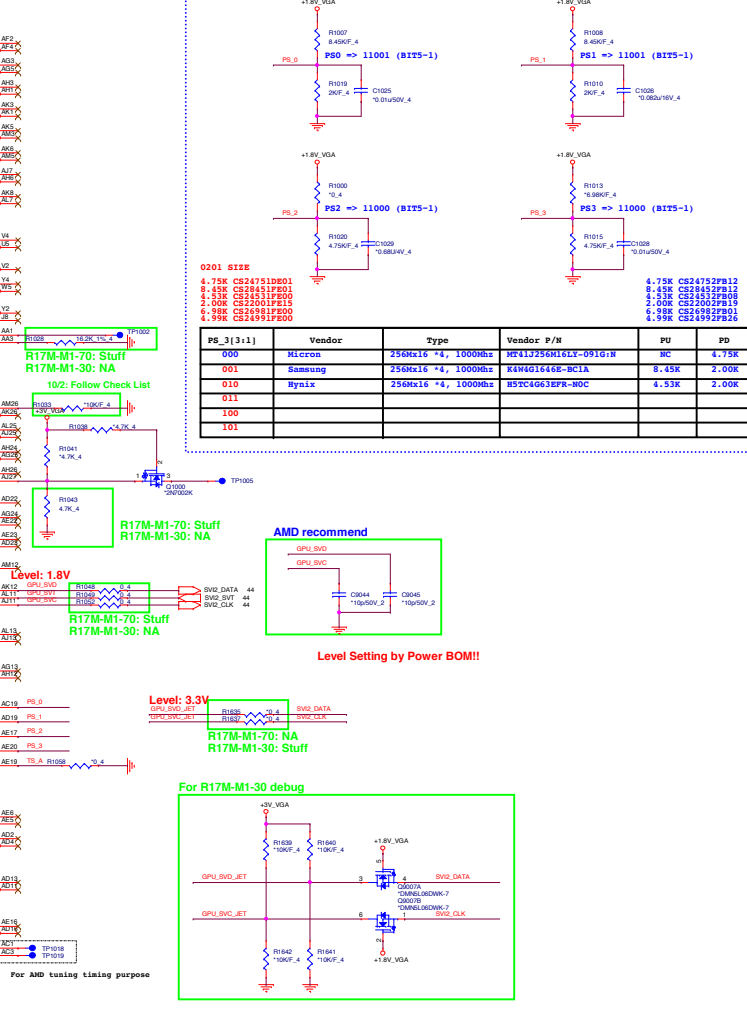 +1.8V_VGA
+1.8V_VGA
R1007
8.45K/F_4
R1008
8.45K/F_4
PS0 => 11001 (BIT5-1)
PS1 => 11001 (BIT5-1)
PS_0
PS_1
R1019
2K/F_4
C1025
*0.01u/50V_4
R1010
2K/F_4
C1026
*0.082u/16V_4
+1.8V_VGA
+1.8V_VGA
R1000
*0_4
R1013
*6.98K/F_4
PS2 => 11000 (BIT5-1)
PS3 => 11000 (BIT5-1)
PS_2
PS_3
R1020
4.75K/F_4
C1029
*0.68U/4V_4
R1015
4.75K/F_4
C1028
*0.01u/50V_4
0201 SIZE
4.75K CS24751DE01
8.45K CS28451FE01
4.53K CS24531FE00
2.00K CS22001FE15
6.98K CS26981FE00
4.99K CS24991FE00
4.75K CS24752FB12
8.45K CS28452FB12
4.53K CS24532FB08
2.00K CS22002FB19
6.98K CS26982FB01
4.99K CS24992FB26
PS_3[3:1] Vendor Type Vendor P/N PU PD
000 Micron 256Mx16 *4, 1000Mhz MT41J256M16LY-091G:N NC 4.75K
001 Samsung 256Mx16 *4, 1000Mhz K4W4G1646E-BC1A 8.45K 2.00K
010 Hynix 256Mx16 *4, 1000Mhz H5TC4G63EFR-N0C 4.53K 2.00K
011
100
101
AF2
AF4
AG3
AG5
AH3
AH1
AK3
AK1
AK5
AM3
AK6
AM5
AJ7
AH6
AK8
AL7
V4
U5
V2
Y4
W5
Y2
J8
AA1
AA3
R1028
16.2K_1%_4
TP1002
R17M-M1-70: Stuff
R17M-M1-30: NA
10/2: Follow Check List
AM26
AK26
R1033
*10K/F_4
+3V_VGA
AL25
AJ25
R1038
*4.7K_4
AH24
AG25
R1041
*4.7K_4
AH26
AJ27
1
2
3
Q1000
*2N7002K
TP1005
AD22
R1043
4.7K_4
AG24
AE22
AE23
AD23
R17M-M1-70: Stuff
R17M-M1-30: NA
AMD recommend
GPU_SVD
GPU_SVC
C9044
*10p/50V_2
C9045
*10p/50V_2
AM12
Level: 1.8V
AK12 GPU_SVD R1048 0_4 SVI2_DATA 44
AL11 GPU_SVT R1049 0_4 SVI2_SVT 44
AJ11 GPU_SVC R1052 0_4 SVI2_CLK 44
R17M-M1-70: Stuff
R17M-M1-30: NA
AL13
AJ13
Level Setting by Power BOM!!
AG13
AH12
Level: 3.3V
AC19 PS_0
GPU_SVD_JET R1635 *0_4 SVI2_DATA
GPU_SVC_JET R1637 *0_4 SVI2_CLK
AD19 PS_1
AE17 PS_2
R17M-M1-70: NA
R17M-M1-30: Stuff
AE20 PS_3
AE19 TS_A R1058 *0_4
For R17M-M1-30 debug
+3V_VGA
AE6
AE5
AD2
AD4
R1639
*10K/F_4
R1640
*10K/F_4
+1.8V_VGA
5
AD13
AD11
GPU_SVD_JET
3
4
SVI2_DATA
Q9007A
*DMN5L06DWK-7
Q9007B
*DMN5L06DWK-7
GPU_SVC_JET
6
1
SVI2_CLK
2
AE16
AD16
R1642
*10K/F_4
R1641
*10K/F_4
+1.8V_VGA
AC1 TP1018
AC3 TP1019
For AMD tuning timing purpose